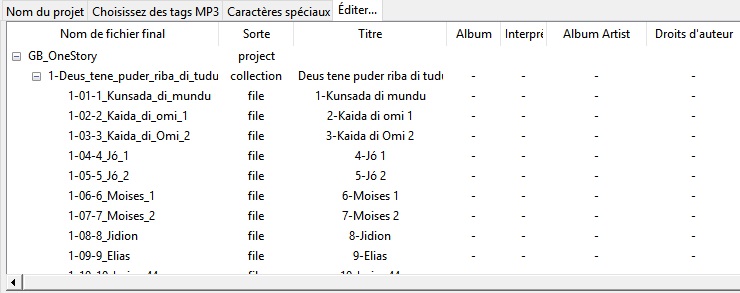 Nom du projet Choisissez des tags MP3 Caractères spéciaux Éditer...
Nom de fichier final Sorte Titre Album Interpré Album Artist Droits d'auteur
GB_OneStory project
1-Deus_tene_puder_riba_di_tudu collection Deus tene puder riba di tudu - - - -
1-01-1_Kunsada_di_mundu file 1-Kunsada di mundu - - - -
1-02-2_Kaida_di_omi_1 file 2-Kaida di omi 1 - - - -
1-03-3_Kaida_di_Omi_2 file 3-Kaida di Omi 2 - - - -
1-04-4_Jó_1 file 4-Jó 1 - - - -
1-05-5_Jó_2 file 5-Jó 2 - - - -
1-06-6_Moises_1 file 6-Moises 1 - - - -
1-07-7_Moises_2 file 7-Moises 2 - - - -
1-08-8_Jidion file 8-Jidion - - - -
1-09-9_Elias file 9-Elias - - - -